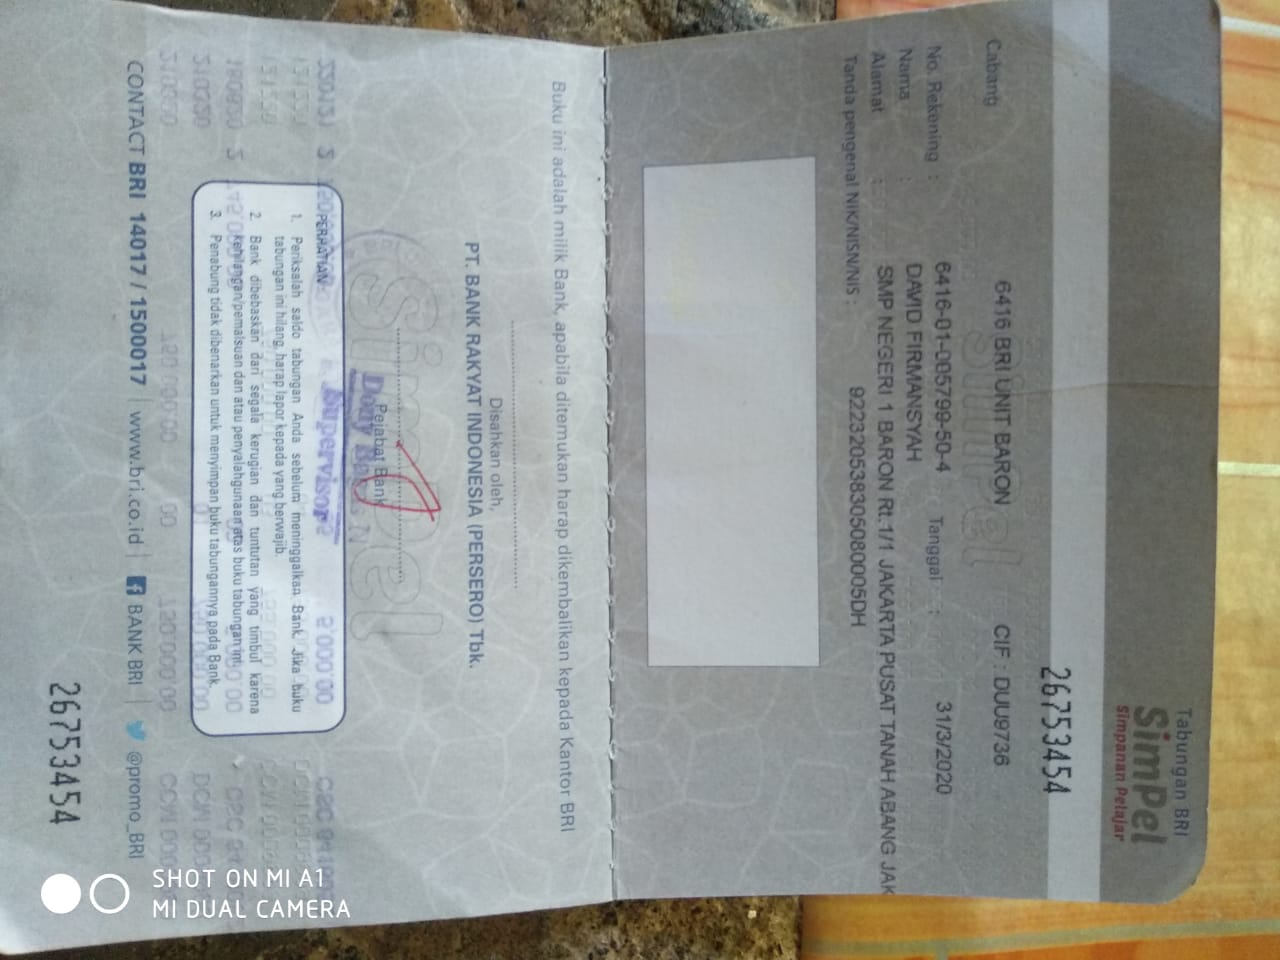 Tabungan BRI
SimPel
Simpanan Pelajar
26753454
Cabang 6416 BRI UNIT BARON CIF : DUU9736
No. Rekening : 6416-01-005799-50-4 Tanggal : 31/3/2020
Nama : DAVID FIRMANSYAH
Alamat : SMP NEGERI 1 BARON Rt.1/1 JAKARTA PUSAT TANAH ABANG JAK
Tanda pengenal NIK/NISN/NIS : 922320538305080005DH
Buku ini adalah milik Bank, apabila ditemukan harap dikembalikan kepada Kantor BRI
Disahkan oleh,
PT. BANK RAKYAT INDONESIA (PERSERO) Tbk.
SimPel
Pejabat Bank
Supervisor
PERHATIAN
1. Periksalah saldo tabungan Anda sebelum meninggalkan Bank. Jika buku
tabungan ini hilang, harap lapor kepada yang berwajib.
2. Bank dibebaskan dari segala kerugian dan tuntutan yang timbul karena
kehilangan/pemalsuan dan atau penyalahgunaan atas buku tabungan ini.
3. Penabung tidak dibenarkan untuk menyimpan buku tabungannya pada Bank.
CONTACT BRI 14017 / 1500017 | www.bri.co.id | BANK BRI | @promo_BRI
26753454
SHOT ON MI A1
MI DUAL CAMERA